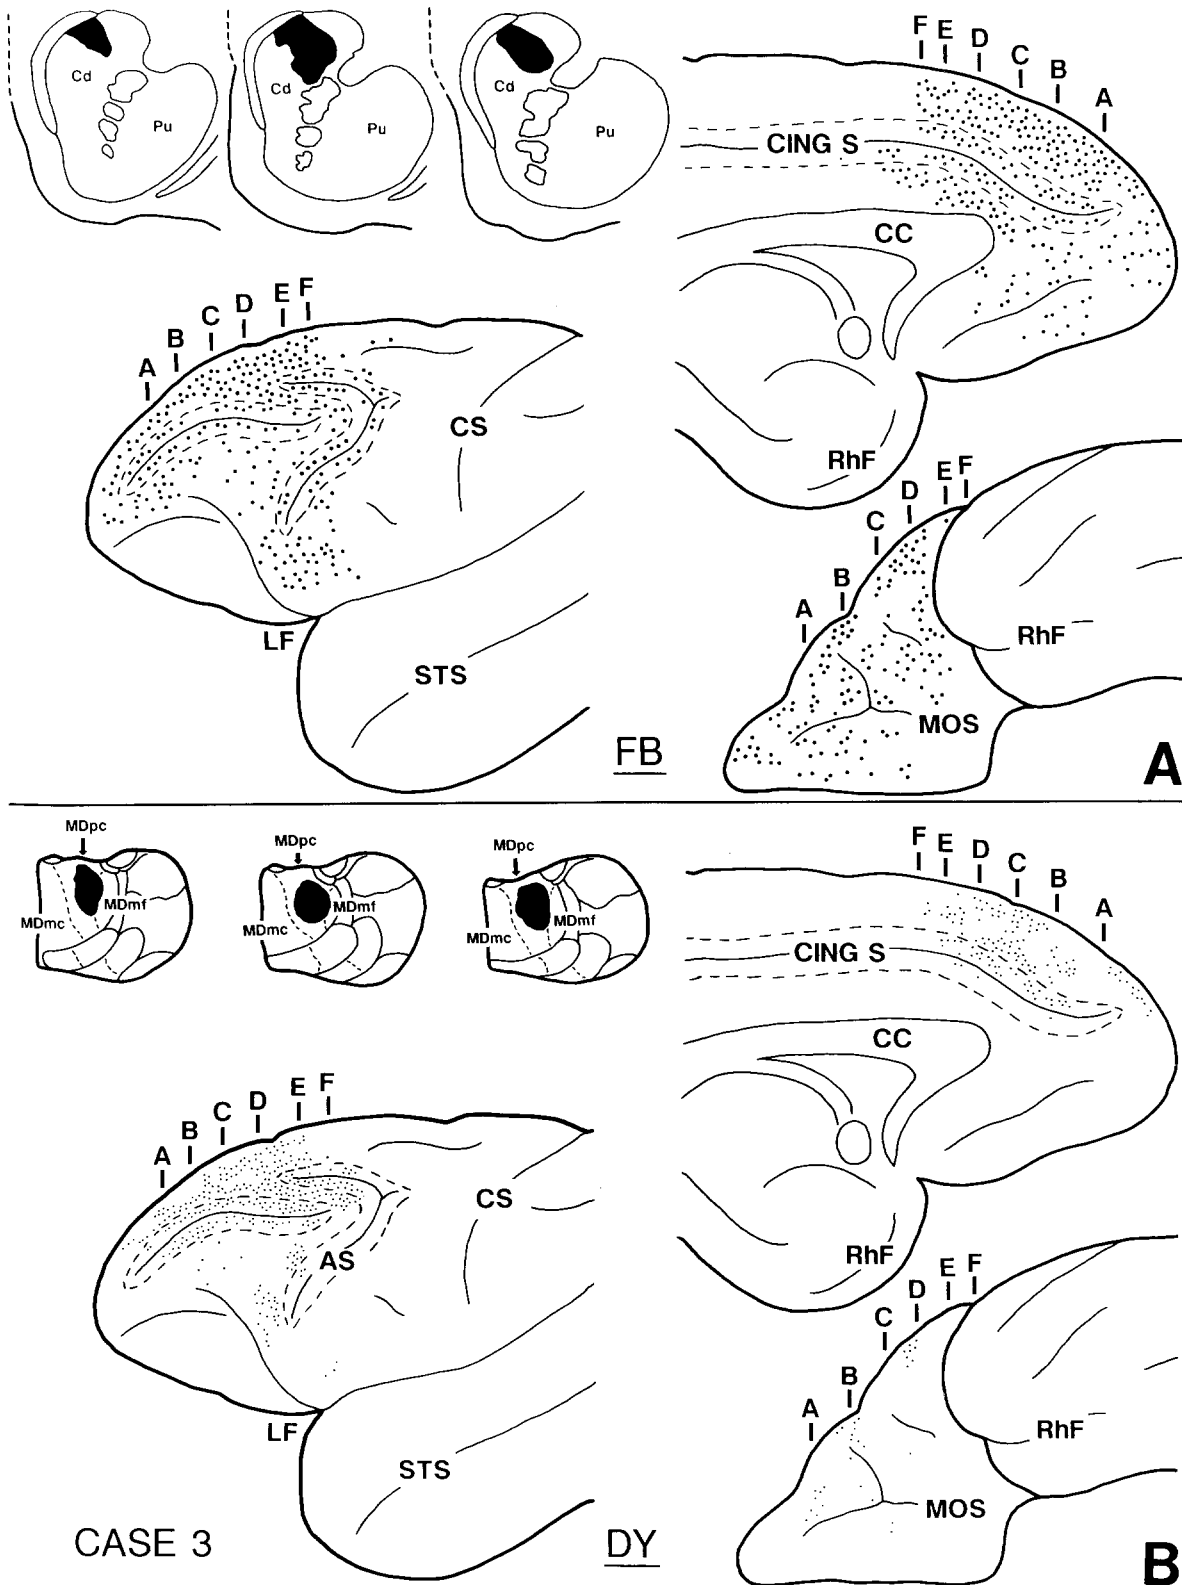 Cd
Pu
Cd
Pu
Cd
Pu
F E D C B A
CING S
CC
RhF
A B C D E F
CS
LF
STS
FB
A B C D E F
RhF
MOS
A
MDpc
MDmc
MDmf
MDpc
MDmc
MDmf
MDpc
MDmc
MDmf
F E D C B A
CING S
CC
RhF
A B C D E F
CS
AS
LF
STS
CASE 3
DY
A B C D E F
RhF
MOS
B